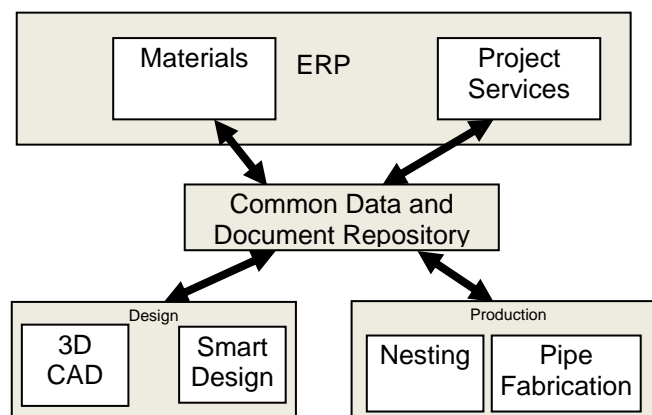 Materials
ERP
Project
Services
Common Data and
Document Repository
Design
3D
CAD
Smart
Design
Production
Nesting
Pipe
Fabrication